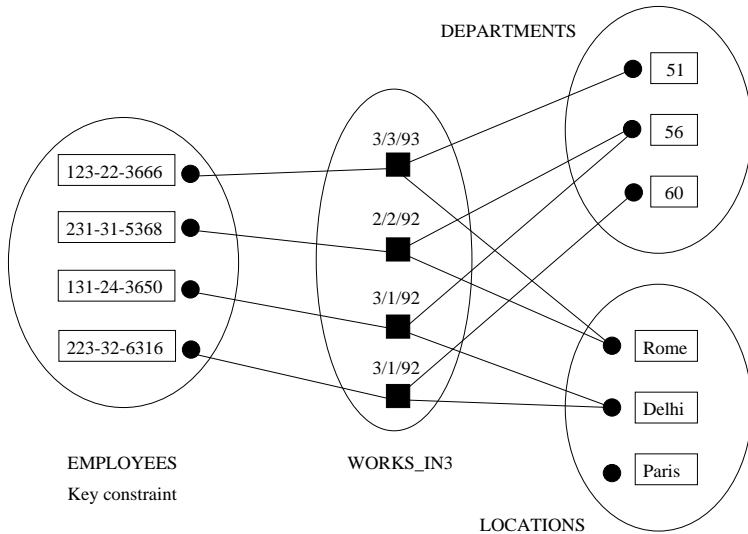 DEPARTMENTS
51
56
60
3/3/93
2/2/92
3/1/92
3/1/92
123-22-3666
231-31-5368
131-24-3650
223-32-6316
Rome
Delhi
Paris
EMPLOYEES
Key constraint
WORKS_IN3
LOCATIONS